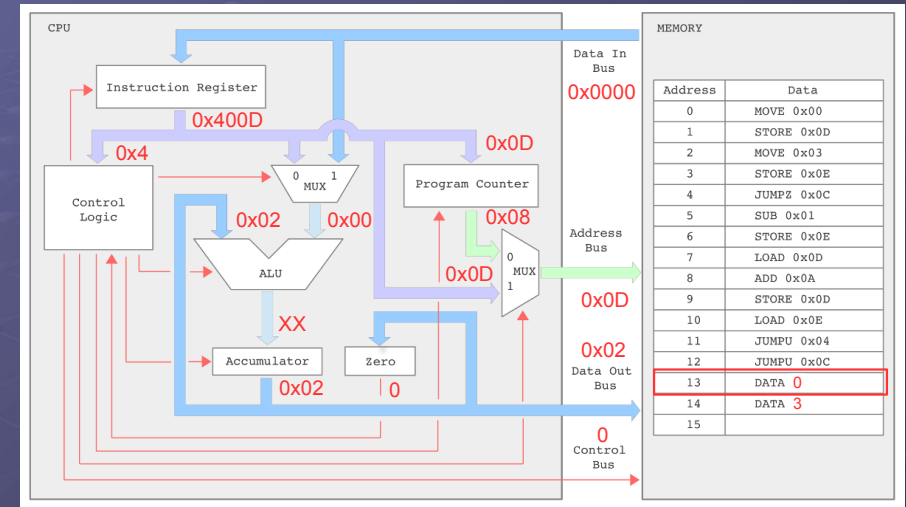 CPU
MEMORY
Data In
Bus
0x0000
Instruction Register
0x400D
0x4
0x0D
0 1
MUX
Program Counter
Control
Logic
0x02
0x00
0x08
Address
Bus
0
MUX
1
0x0D
0x0D
ALU
XX
Accumulator
0x02
Zero
0
0x02
Data Out
Bus
0
Control
Bus
Address Data
0 MOVE 0x00
1 STORE 0x0D
2 MOVE 0x03
3 STORE 0x0E
4 JUMPZ 0x0C
5 SUB 0x01
6 STORE 0x0E
7 LOAD 0x0D
8 ADD 0x0A
9 STORE 0x0D
10 LOAD 0x0E
11 JUMPU 0x04
12 JUMPU 0x0C
13 DATA 0
14 DATA 3
15